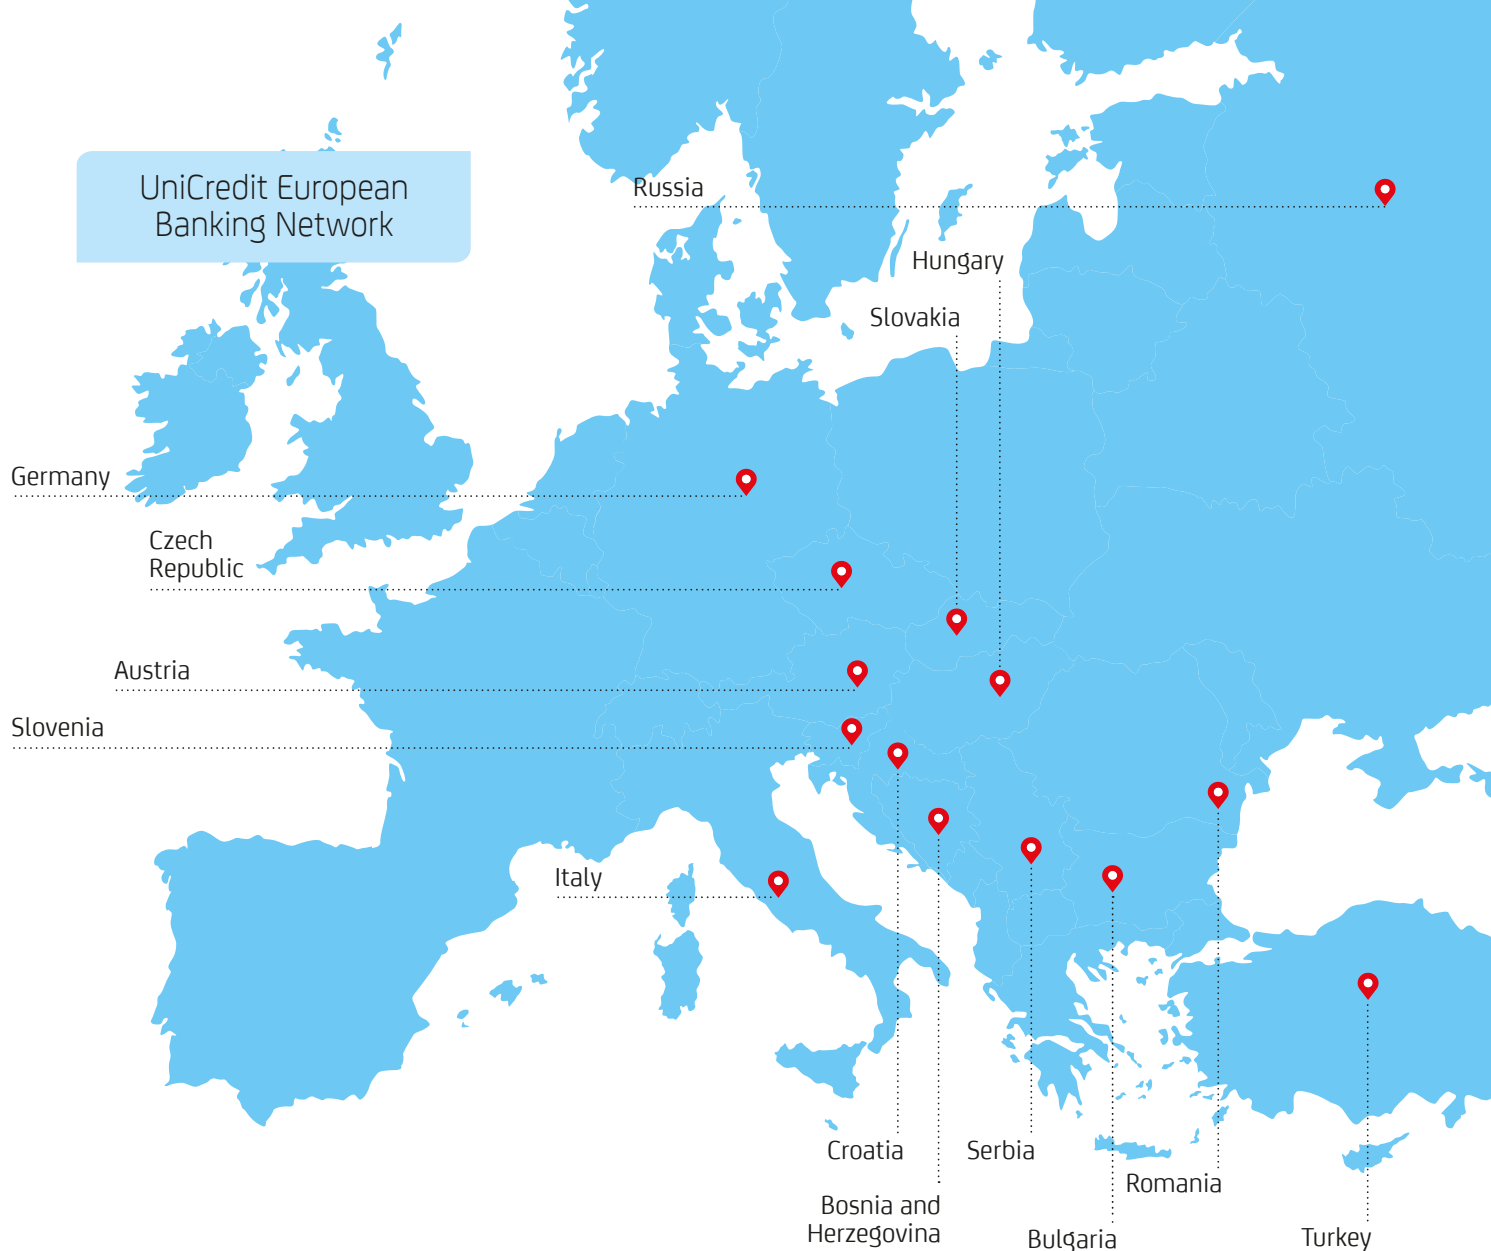 UniCredit European
Banking Network
Russia
Hungary
Slovakia
Germany
Czech
Republic
Austria
Slovenia
Italy
Croatia
Serbia
Romania
Bosnia and
Herzegovina
Bulgaria
Turkey